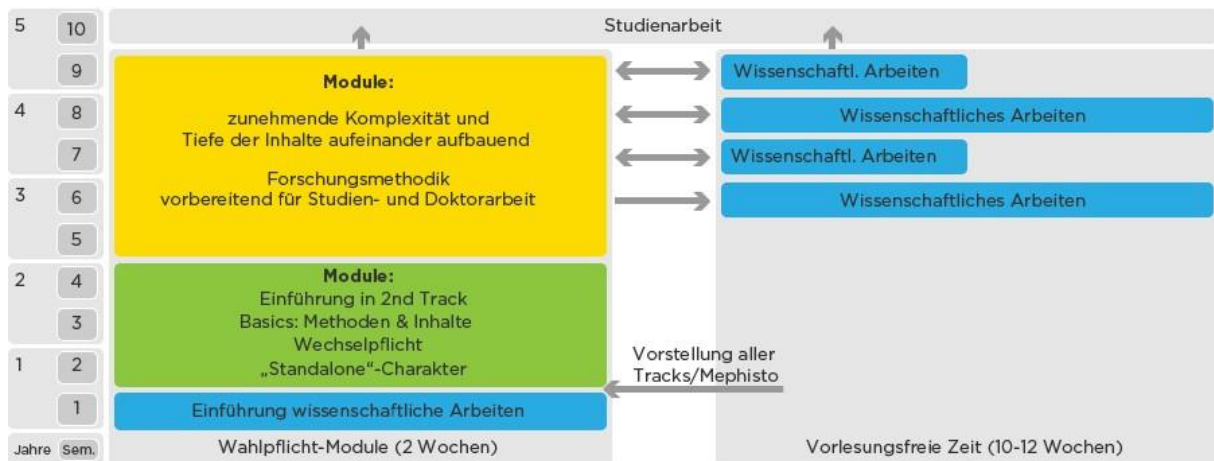 5 10 Studienarbeit
9 Wissenschaftl. Arbeiten
Module:
4 8 zunehmende Komplexität und Wissenschaftliches Arbeiten
Tiefe der Inhalte aufeinander aufbauend
7 Wissenschaftl. Arbeiten
Forschungsmethodik
3 6 vorbereitend für Studien- und Doktorarbeit Wissenschaftliches Arbeiten
5
2 4 Module:
Einführung in 2nd Track
3 Basics: Methoden & Inhalte
Wechselpflicht
1 2 „Standalone“-Charakter
Vorstellung aller
Tracks/Mephisto
1 Einführung wissenschaftliche Arbeiten
Jahre Sem. Wahlpflicht-Module (2 Wochen) Vorlesungsfreie Zeit (10-12 Wochen)